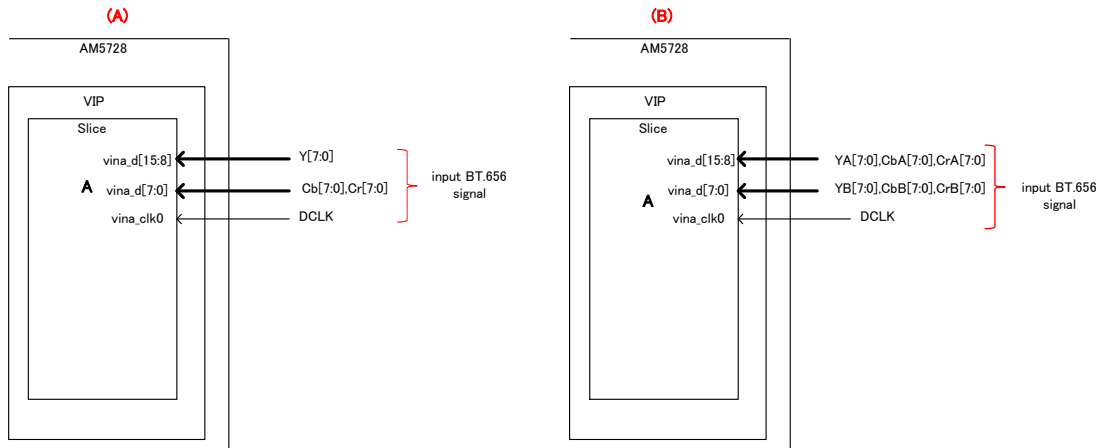 (A)
AM5728
VIP
Slice
vina_d[15:8]
Y[7:0]
A
vina_d[7:0]
Cb[7:0],Cr[7:0]
vina_clk0
DCLK
input BT.656
signal
(B)
AM5728
VIP
Slice
vina_d[15:8]
YA[7:0],CbA[7:0],CrA[7:0]
vina_d[7:0]
YB[7:0],CbB[7:0],CrB[7:0]
A
vina_clk0
DCLK
input BT.656
signal